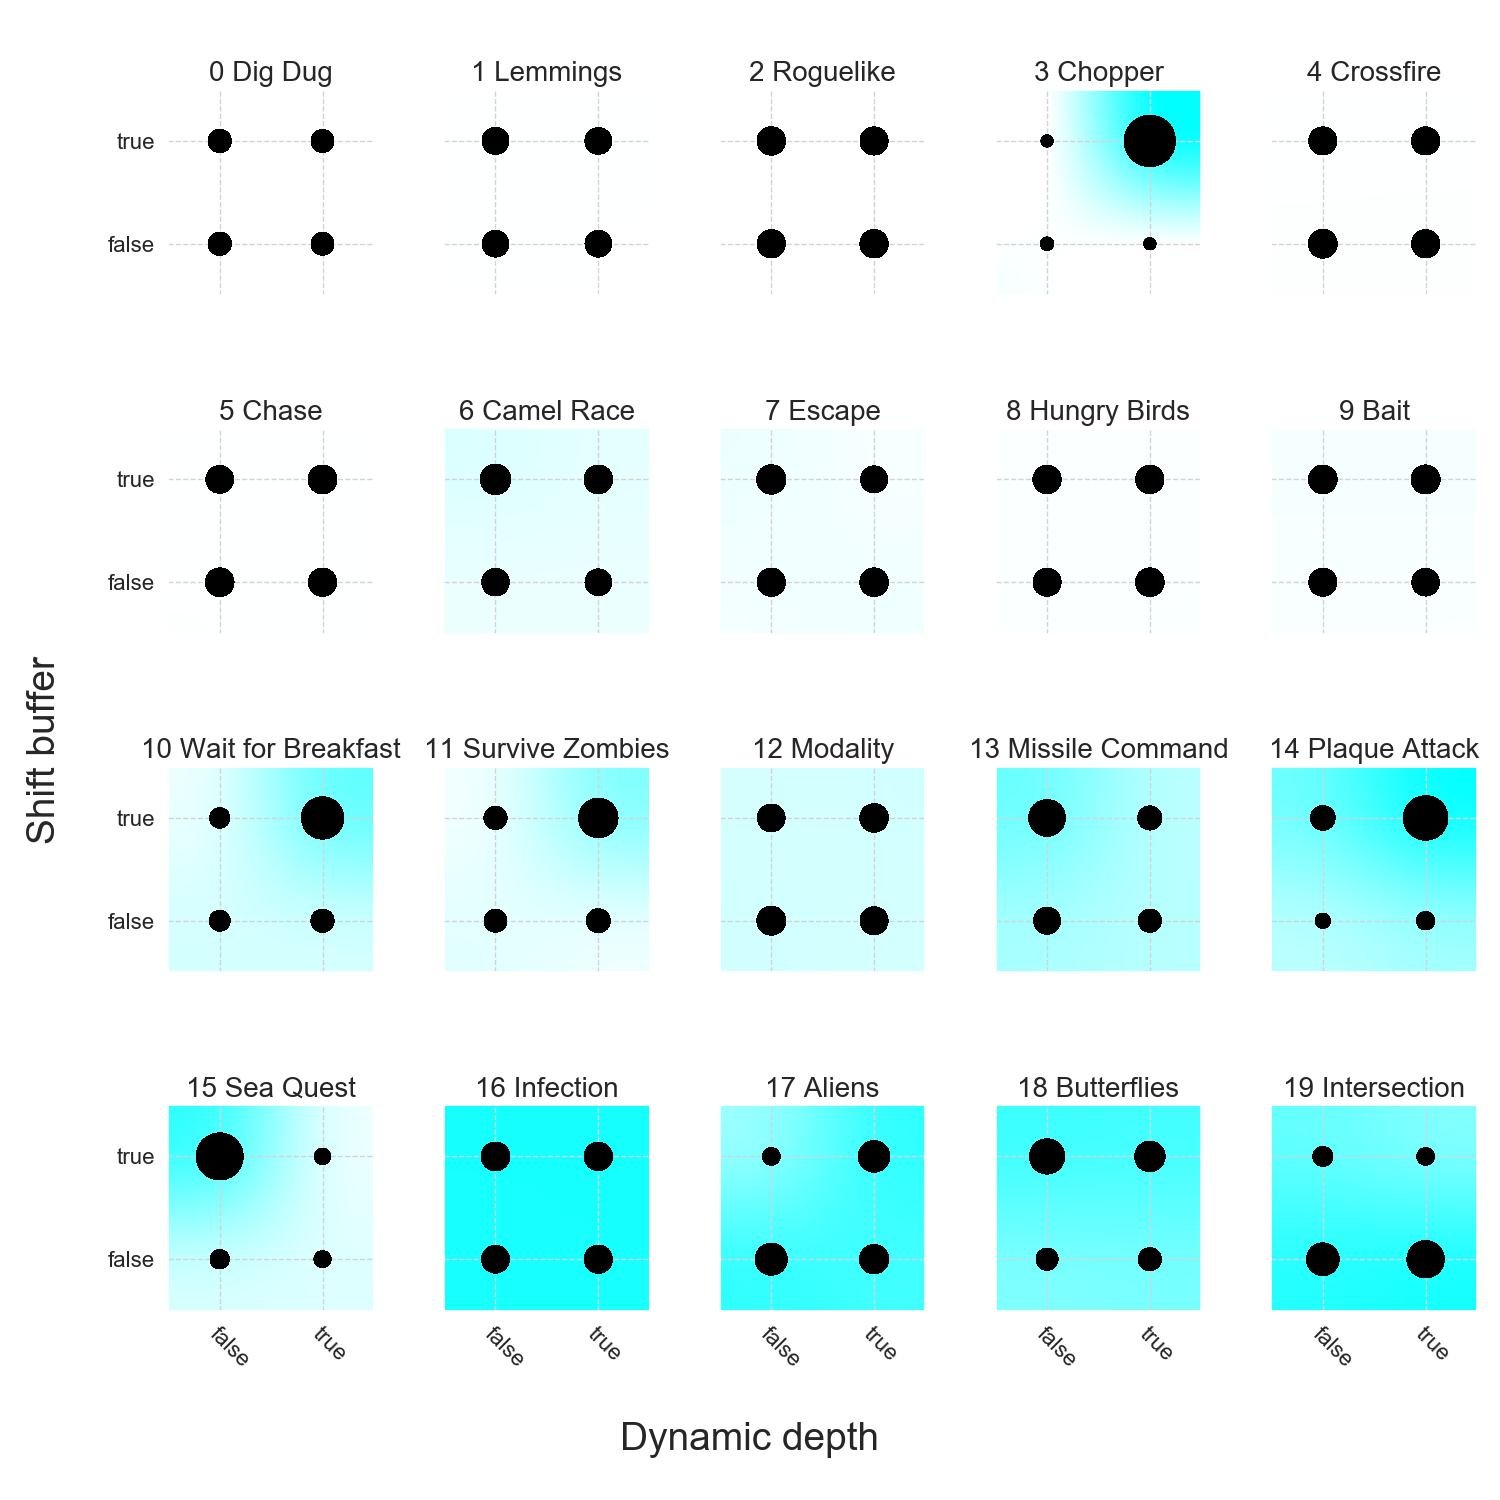 0 Dig Dug
1 Lemmings
2 Roguelike
3 Chopper
4 Crossfire
true
false
5 Chase
6 Camel Race
7 Escape
8 Hungry Birds
9 Bait
true
false
Shift buffer
10 Wait for Breakfast
11 Survive Zombies
12 Modality
13 Missile Command
14 Plaque Attack
true
false
15 Sea Quest
16 Infection
17 Aliens
18 Butterflies
19 Intersection
true
false
false
true
false
true
false
true
false
true
false
true
Dynamic depth